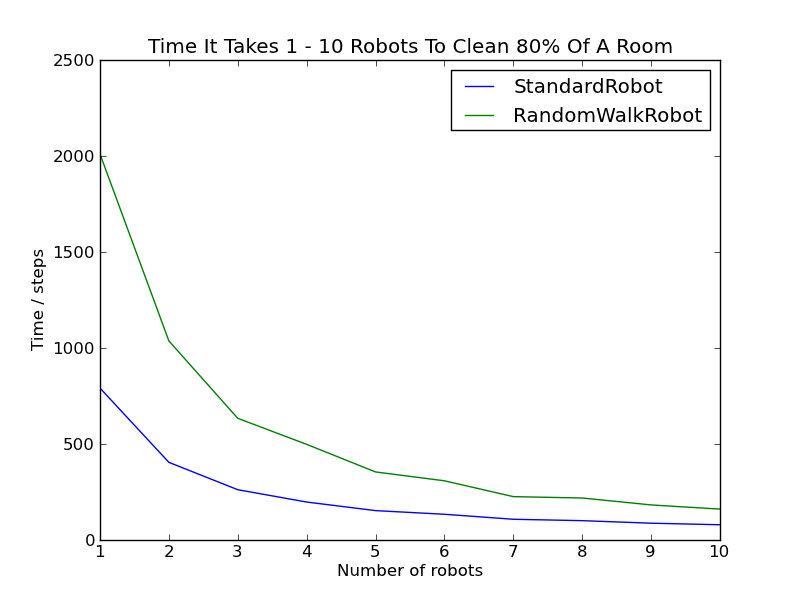 Time It Takes 1 - 10 Robots To Clean 80% Of A Room
2500
2000
1500
1000
500
0
Time / steps
StandardRobot
RandomWalkRobot
1 2 3 4 5 6 7 8 9 10
Number of robots